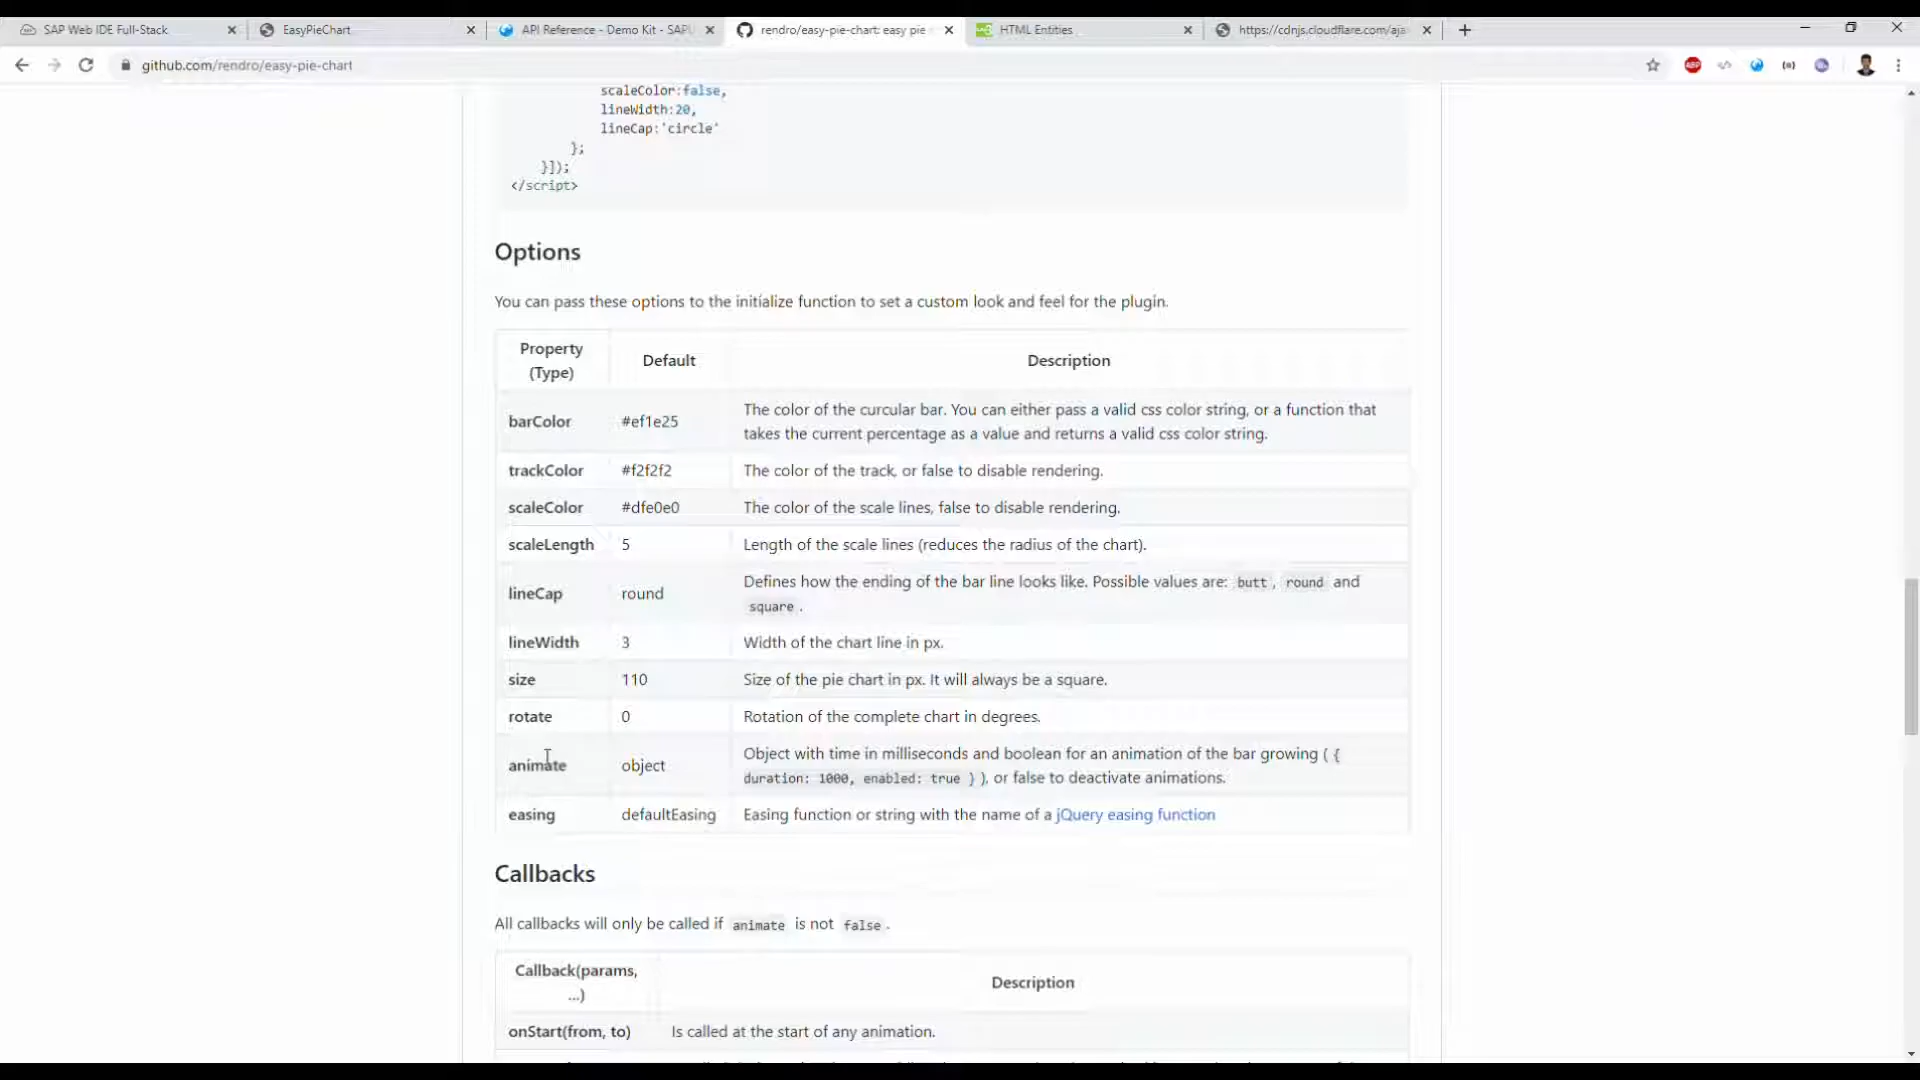 SAP Web IDE Full-Stack
EasyPieChart
API Reference - Demo Kit - SAPU
rendro/easy-pie-chart: easy pie
HTML Entities
https://cdnjs.cloudflare.com/aja
github.com/rendro/easy-pie-chart
ABP
scaleColor:false,
lineWidth:20,
lineCap:'circle'
};
}]);
</script>
Options
You can pass these options to the initialize function to set a custom look and feel for the plugin.
Property
(Type)
Default
Description
barColor
#ef1e25
The color of the curcular bar. You can either pass a valid css color string, or a function that
takes the current percentage as a value and returns a valid css color string.
trackColor
#f2f2f2
The color of the track, or false to disable rendering.
scaleColor
#dfe0e0
The color of the scale lines, false to disable rendering.
scaleLength
5
Length of the scale lines (reduces the radius of the chart).
lineCap
round
Defines how the ending of the bar line looks like. Possible values are: butt, round and
square.
lineWidth
3
Width of the chart line in px.
size
110
Size of the pie chart in px. It will always be a square.
rotate
0
Rotation of the complete chart in degrees.
animate
object
Object with time in milliseconds and boolean for an animation of the bar growing ( {
duration: 1000, enabled: true } ), or false to deactivate animations.
easing
defaultEasing
Easing function or string with the name of a jQuery easing function
Callbacks
All callbacks will only be called if animate is not false.
Callback(params,
...)
Description
onStart(from, to)
Is called at the start of any animation.